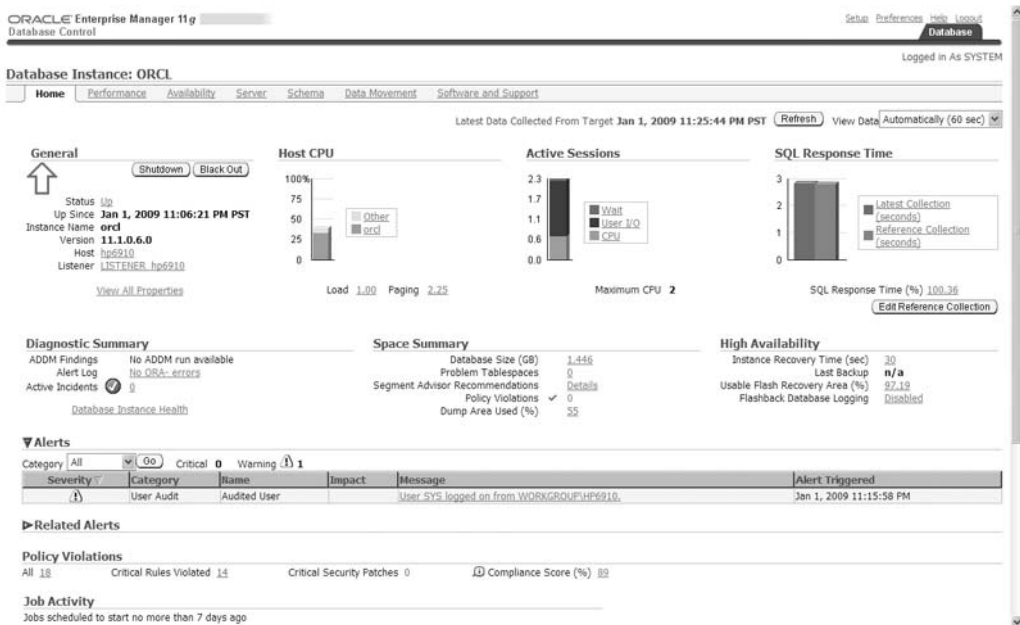 ORACLE Enterprise Manager 11g
Database Control
Setup Preferences Help Logout
Database
Logged in As SYSTEM
Database Instance: ORCL
Home Performance Availability Server Schema Data Movement Software and Support
Latest Data Collected From Target Jan 1, 2009 11:25:44 PM PST Refresh View Data Automatically (60 sec)
General
Shutdown Black Out
Status Up
Up Since Jan 1, 2009 11:06:21 PM PST
Instance Name orcl
Version 11.1.0.6.0
Host hp6910
Listener LISTENER_hp6910
View All Properties
Host CPU
100%
75
50
25
0
Other
orcl
Load 1.00 Paging 2.25
Active Sessions
2.3
1.7
1.1
0.6
0.0
Wait
User I/O
CPU
Maximum CPU 2
SQL Response Time
3
2
1
0
Latest Collection
(seconds)
Reference Collection
(seconds)
SQL Response Time (%) 100.36
Edit Reference Collection
Diagnostic Summary
ADDM Findings No ADDM run available
Alert Log No ORA- errors
Active Incidents 0
Database Instance Health
Space Summary
Database Size (GB) 1.446
Problem Tablespaces 0
Segment Advisor Recommendations Details
Policy Violations 0
Dump Area Used (%) 55
High Availability
Instance Recovery Time (sec) 30
Last Backup n/a
Usable Flash Recovery Area (%) 97.19
Flashback Database Logging Disabled
Alerts
Category All Go Critical 0 Warning 1
Severity Category Name Impact Message Alert Triggered
User Audit Audited User User SYS logged on from WORKGROUP\HP6910. Jan 1, 2009 11:15:58 PM
Related Alerts
Policy Violations
All 18 Critical Rules Violated 14 Critical Security Patches 0 Compliance Score (%) 89
Job Activity
Jobs scheduled to start no more than 7 days ago